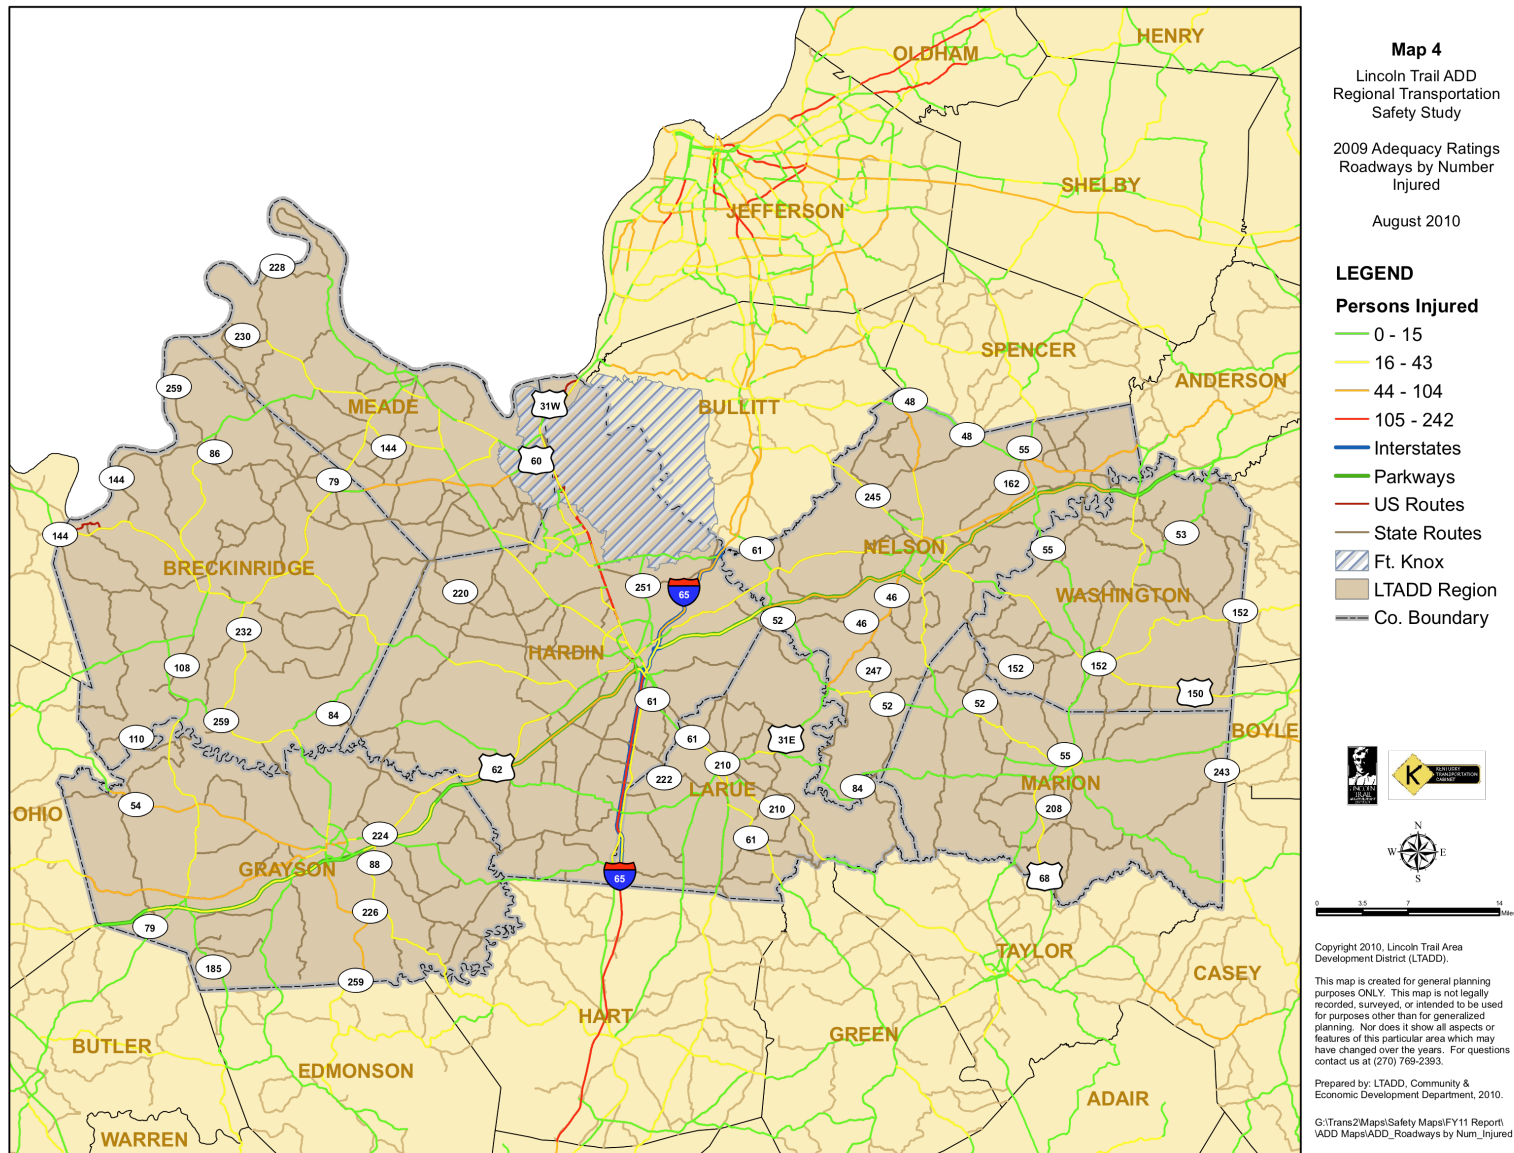 OLDHAM
HENRY
SHELBY
JEFFERSON
SPENCER
ANDERSON
BULLITT
MEADE
BRECKINRIDGE
NELSON
WASHINGTON
HARDIN
LARUE
MARION
BOYLE
OHIO
GRAYSON
TAYLOR
CASEY
HART
GREEN
BUTLER
EDMONSON
ADAIR
WARREN
228
230
259
86
144
144
79
144
31W
60
48
48
55
162
245
61
55
53
251
65
220
46
46
52
152
152
152
150
247
52
52
232
108
259
84
110
61
61
31E
210
222
62
55
243
84
208
210
61
54
224
88
65
68
226
79
185
259
Map 4
Lincoln Trail ADD
Regional Transportation
Safety Study
2009 Adequacy Ratings
Roadways by Number
Injured
August 2010
LEGEND
Persons Injured
0 - 15
16 - 43
44 - 104
105 - 242
Interstates
Parkways
US Routes
State Routes
Ft. Knox
LTADD Region
Co. Boundary
LINCOLN
TRAIL
K
KENTUCKY
TRANSPORTATION
CABINET
N
W E
S
0 3.5 7 14
Miles
Copyright 2010, Lincoln Trail Area
Development District (LTADD).
This map is created for general planning
purposes ONLY. This map is not legally
recorded, surveyed, or intended to be used
for purposes other than for generalized
planning. Nor does it show all aspects or
features of this particular area which may
have changed over the years. For questions
contact us at (270) 769-2393.
Prepared by: LTADD, Community &
Economic Development Department, 2010.
G:\Trans2\Maps\Safety Maps\FY11 Report\
\ADD Maps\ADD_Roadways by Num_Injured